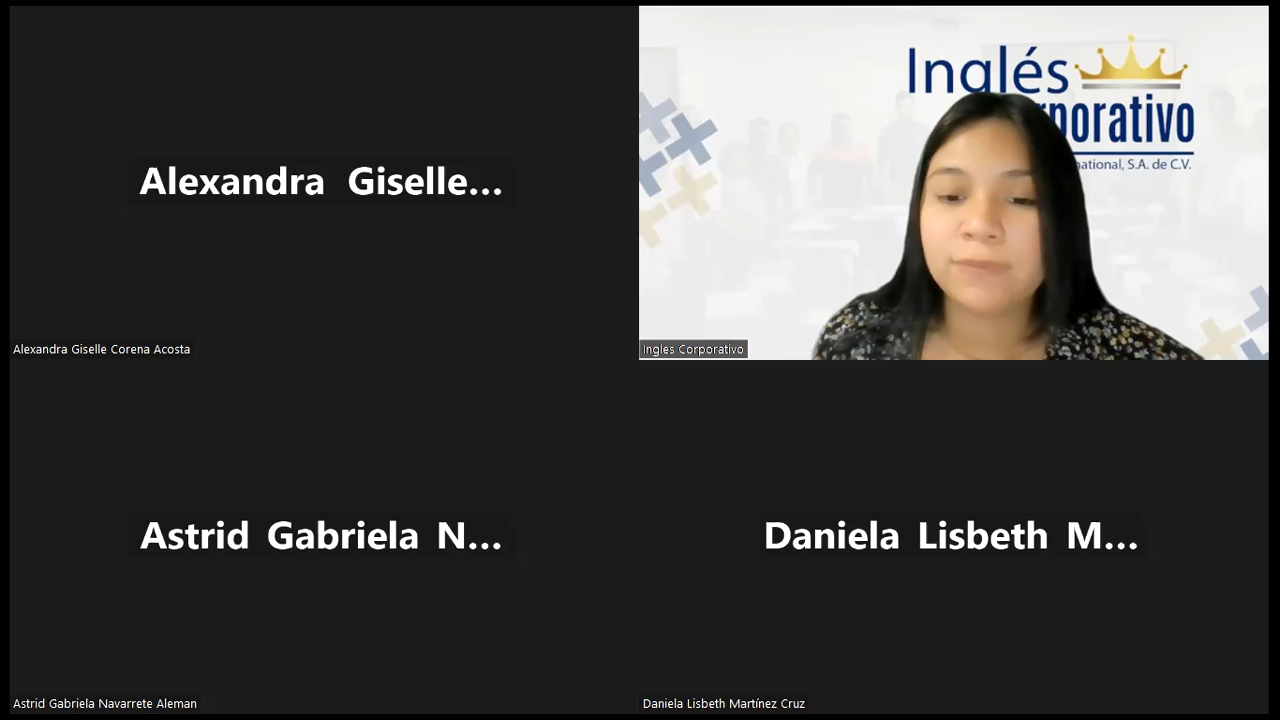 Alexandra Giselle...
Alexandra Giselle Corena Acosta
Inglés
rporativo
national, S.A. de C.V.
Ingles Corporativo
Astrid Gabriela N...
Astrid Gabriela Navarrete Aleman
Daniela Lisbeth M...
Daniela Lisbeth Martínez Cruz